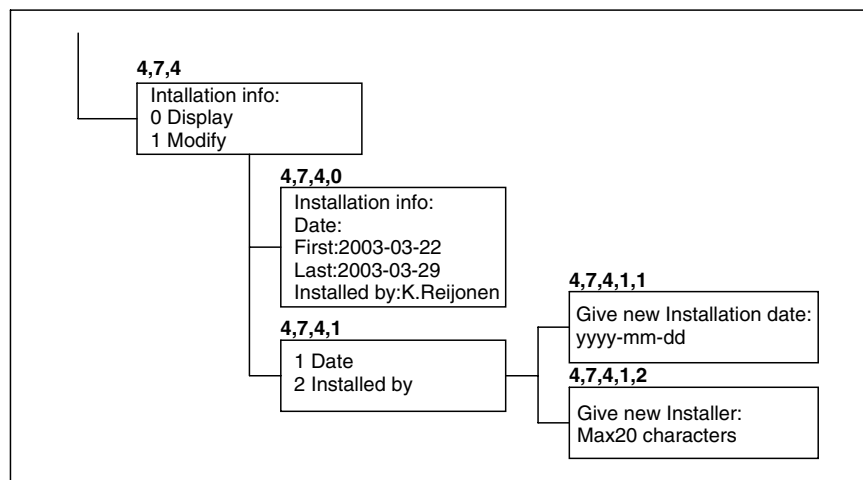 4,7,4
Intallation info:
0 Display
1 Modify
4,7,4,0
Installation info:
Date:
First:2003-03-22
Last:2003-03-29
Installed by:K.Reijonen
4,7,4,1
1 Date
2 Installed by
4,7,4,1,1
Give new Installation date:
yyyy-mm-dd
4,7,4,1,2
Give new Installer:
Max20 characters